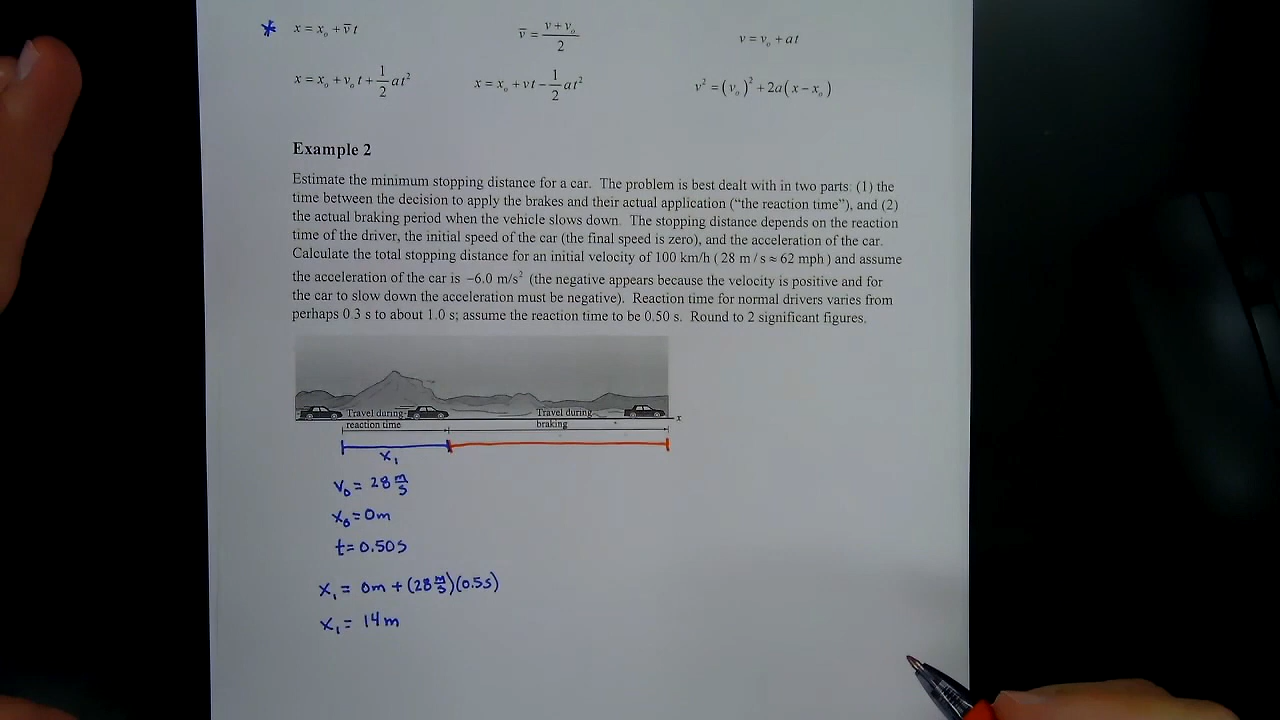 * x = x₀ + v̄ t    v̄ = (v + v₀)/2    v = v₀ + at
x = x₀ + v₀ t + 1/2 at²    x = x₀ + vt − 1/2 at²    v² = (v₀)² + 2a(x − x₀)
Example 2
Estimate the minimum stopping distance for a car. The problem is best dealt with in two parts: (1) the
time between the decision to apply the brakes and their actual application (“the reaction time”), and (2)
the actual braking period when the vehicle slows down. The stopping distance depends on the reaction
time of the driver, the initial speed of the car (the final speed is zero), and the acceleration of the car.
Calculate the total stopping distance for an initial velocity of 100 km/h ( 28 m / s ≈ 62 mph ) and assume
the acceleration of the car is −6.0 m/s² (the negative appears because the velocity is positive and for
the car to slow down the acceleration must be negative). Reaction time for normal drivers varies from
perhaps 0.3 s to about 1.0 s; assume the reaction time to be 0.50 s. Round to 2 significant figures.
Travel during reaction time    Travel during braking    x
x₁
v₀ = 28 m/s
x₀ = 0m
t = 0.50s
x₁ = 0m + (28 m/s)(0.5s)
x₁ = 14m